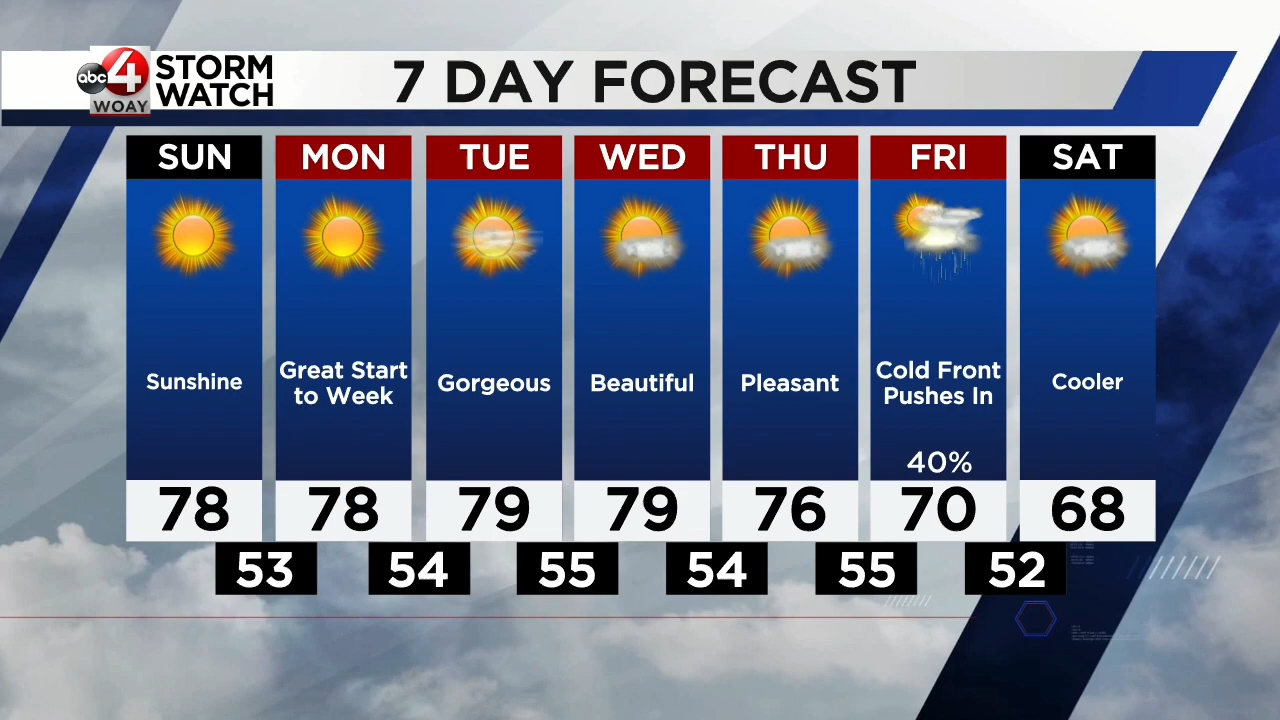 abc 4
WOAY
STORM
WATCH
7 DAY FORECAST
SUN
MON
TUE
WED
THU
FRI
SAT
Sunshine
Great Start
to Week
Gorgeous
Beautiful
Pleasant
Cold Front
Pushes In
Cooler
40%
78
78
79
79
76
70
68
53
54
55
54
55
52